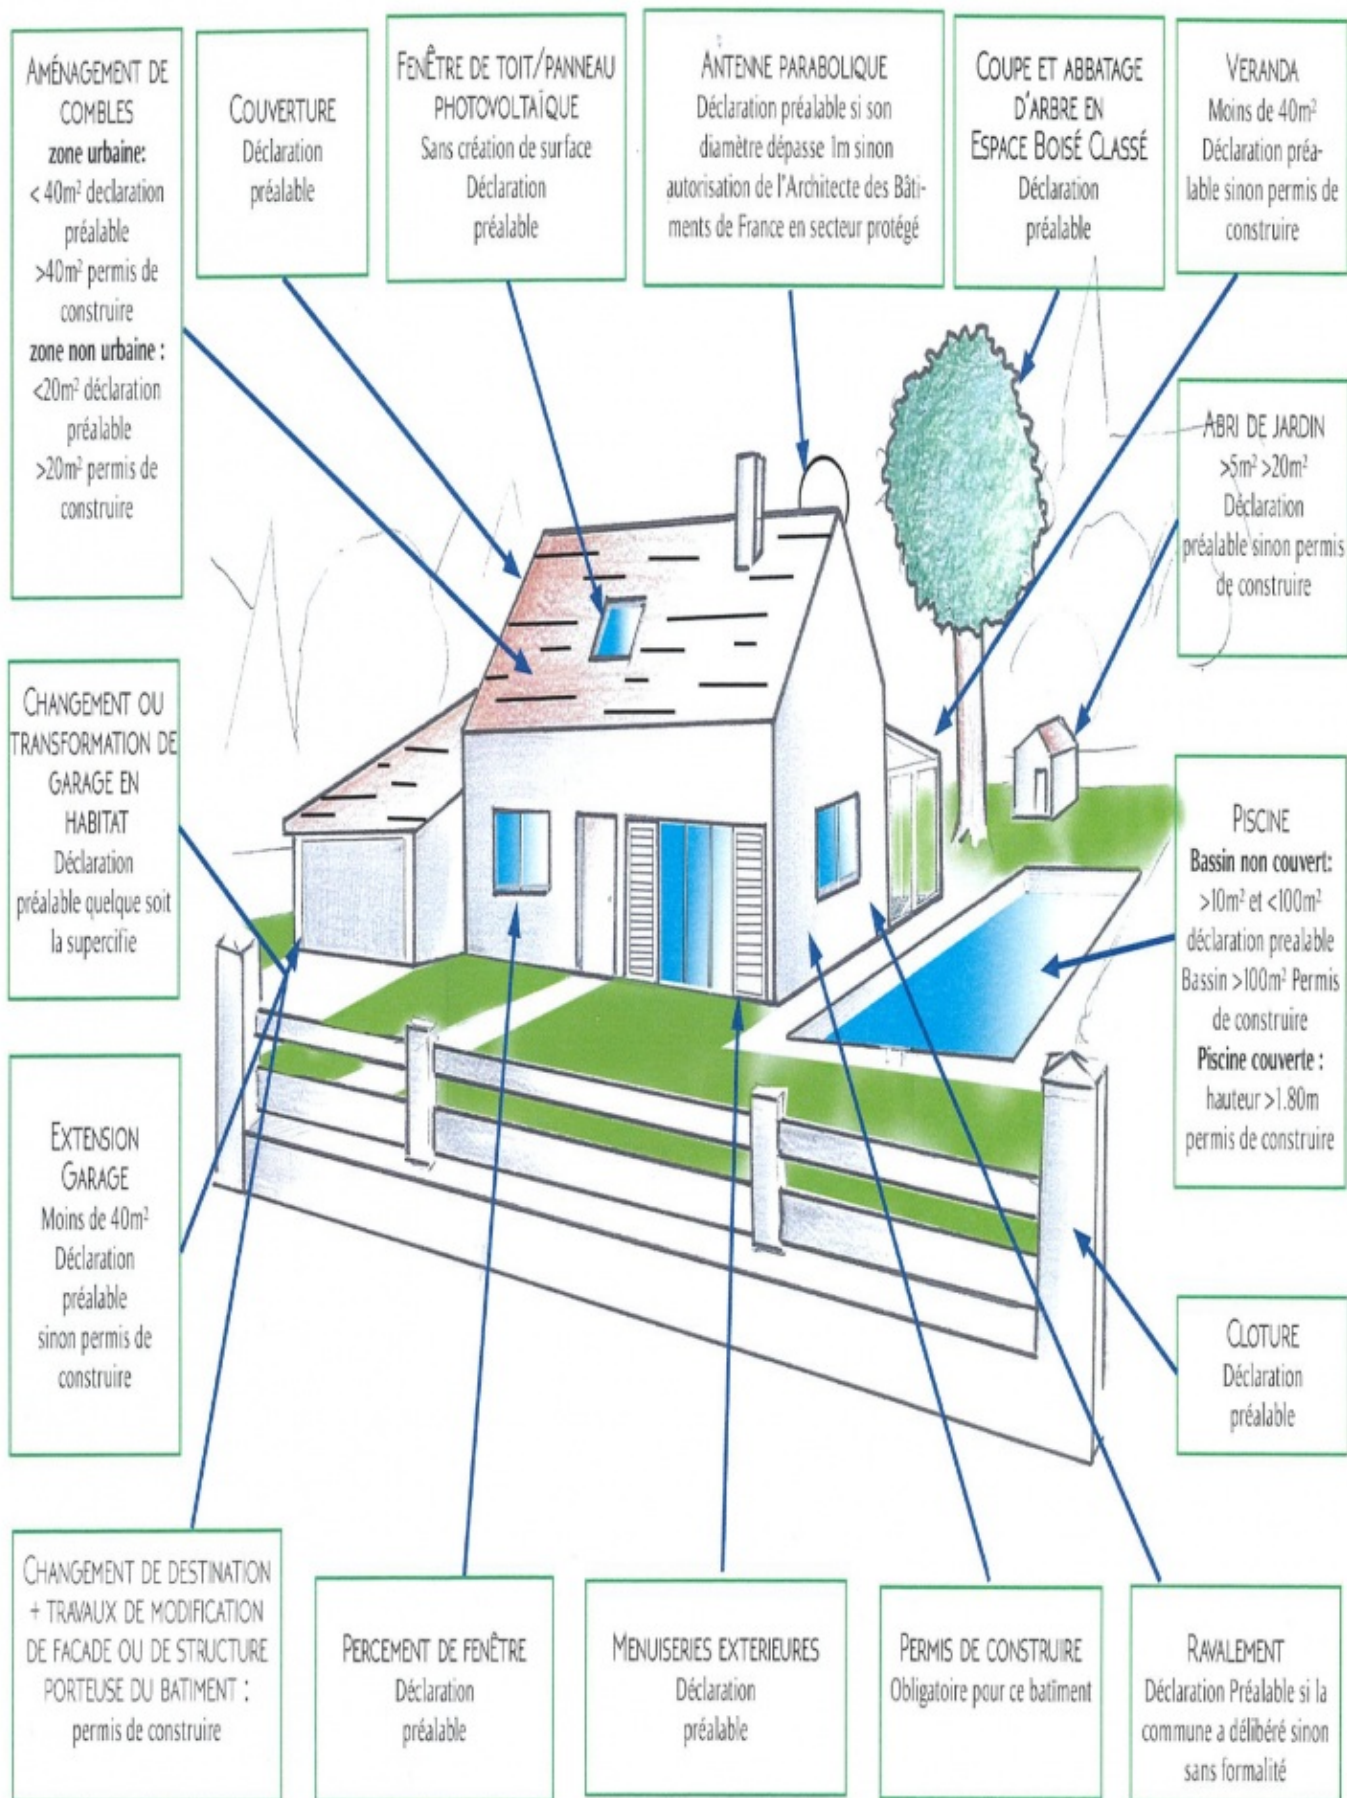 AMÉNAGEMENT DE
COMBLES
zone urbaine:
< 40m² declaration
préalable
>40m² permis de
construire
zone non urbaine :
<20m² déclaration
préalable
>20m² permis de
construire
COUVERTURE
Déclaration
préalable
FENÊTRE DE TOIT/PANNEAU
PHOTOVOLTAÏQUE
Sans création de surface
Déclaration
préalable
ANTENNE PARABOLIQUE
Déclaration préalable si son
diamètre dépasse 1m sinon
autorisation de l'Architecte des Bâti-
ments de France en secteur protégé
COUPE ET ABBATAGE
D'ARBRE EN
ESPACE BOISÉ CLASSÉ
Déclaration
préalable
VERANDA
Moins de 40m²
Déclaration préa-
lable sinon permis de
construire
ABRI DE JARDIN
>5m² >20m²
Déclaration
préalable sinon permis
de construire
CHANGEMENT OU
TRANSFORMATION DE
GARAGE EN
HABITAT
Déclaration
préalable quelque soit
la supercifie
PISCINE
Bassin non couvert:
>10m² et <100m²
déclaration prealable
Bassin >100m² Permis
de construire
Piscine couverte :
hauteur >1.80m
permis de construire
EXTENSION
GARAGE
Moins de 40m²
Déclaration
préalable
sinon permis de
construire
CLOTURE
Déclaration
préalable
CHANGEMENT DE DESTINATION
+ TRAVAUX DE MODIFICATION
DE FACADE OU DE STRUCTURE
PORTEUSE DU BATIMENT :
permis de construire
PERCEMENT DE FENÊTRE
Déclaration
préalable
MENUISERIES EXTERIEURES
Déclaration
préalable
PERMIS DE CONSTRUIRE
Obligatoire pour ce batiment
RAVALEMENT
Déclaration Préalable si la
commune a délibéré sinon
sans formalité